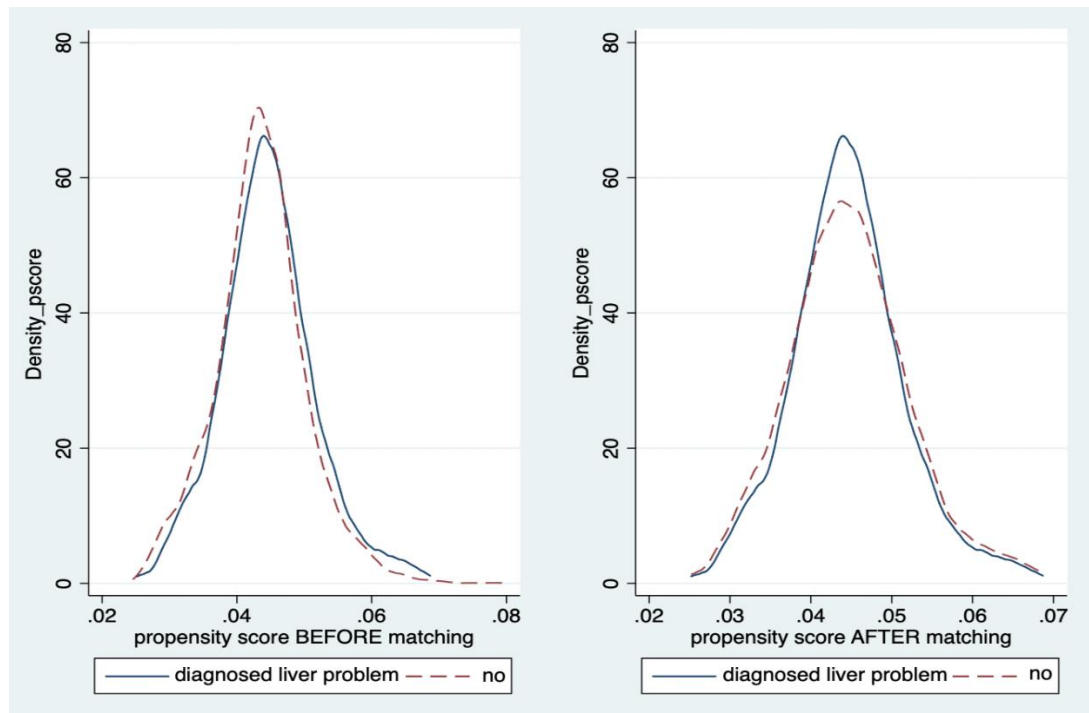 80
60
40
20
0
Density_pscore
.02 .04 .06 .08
propensity score BEFORE matching
diagnosed liver problem no
80
60
40
20
0
Density_pscore
.02 .03 .04 .05 .06 .07
propensity score AFTER matching
diagnosed liver problem no